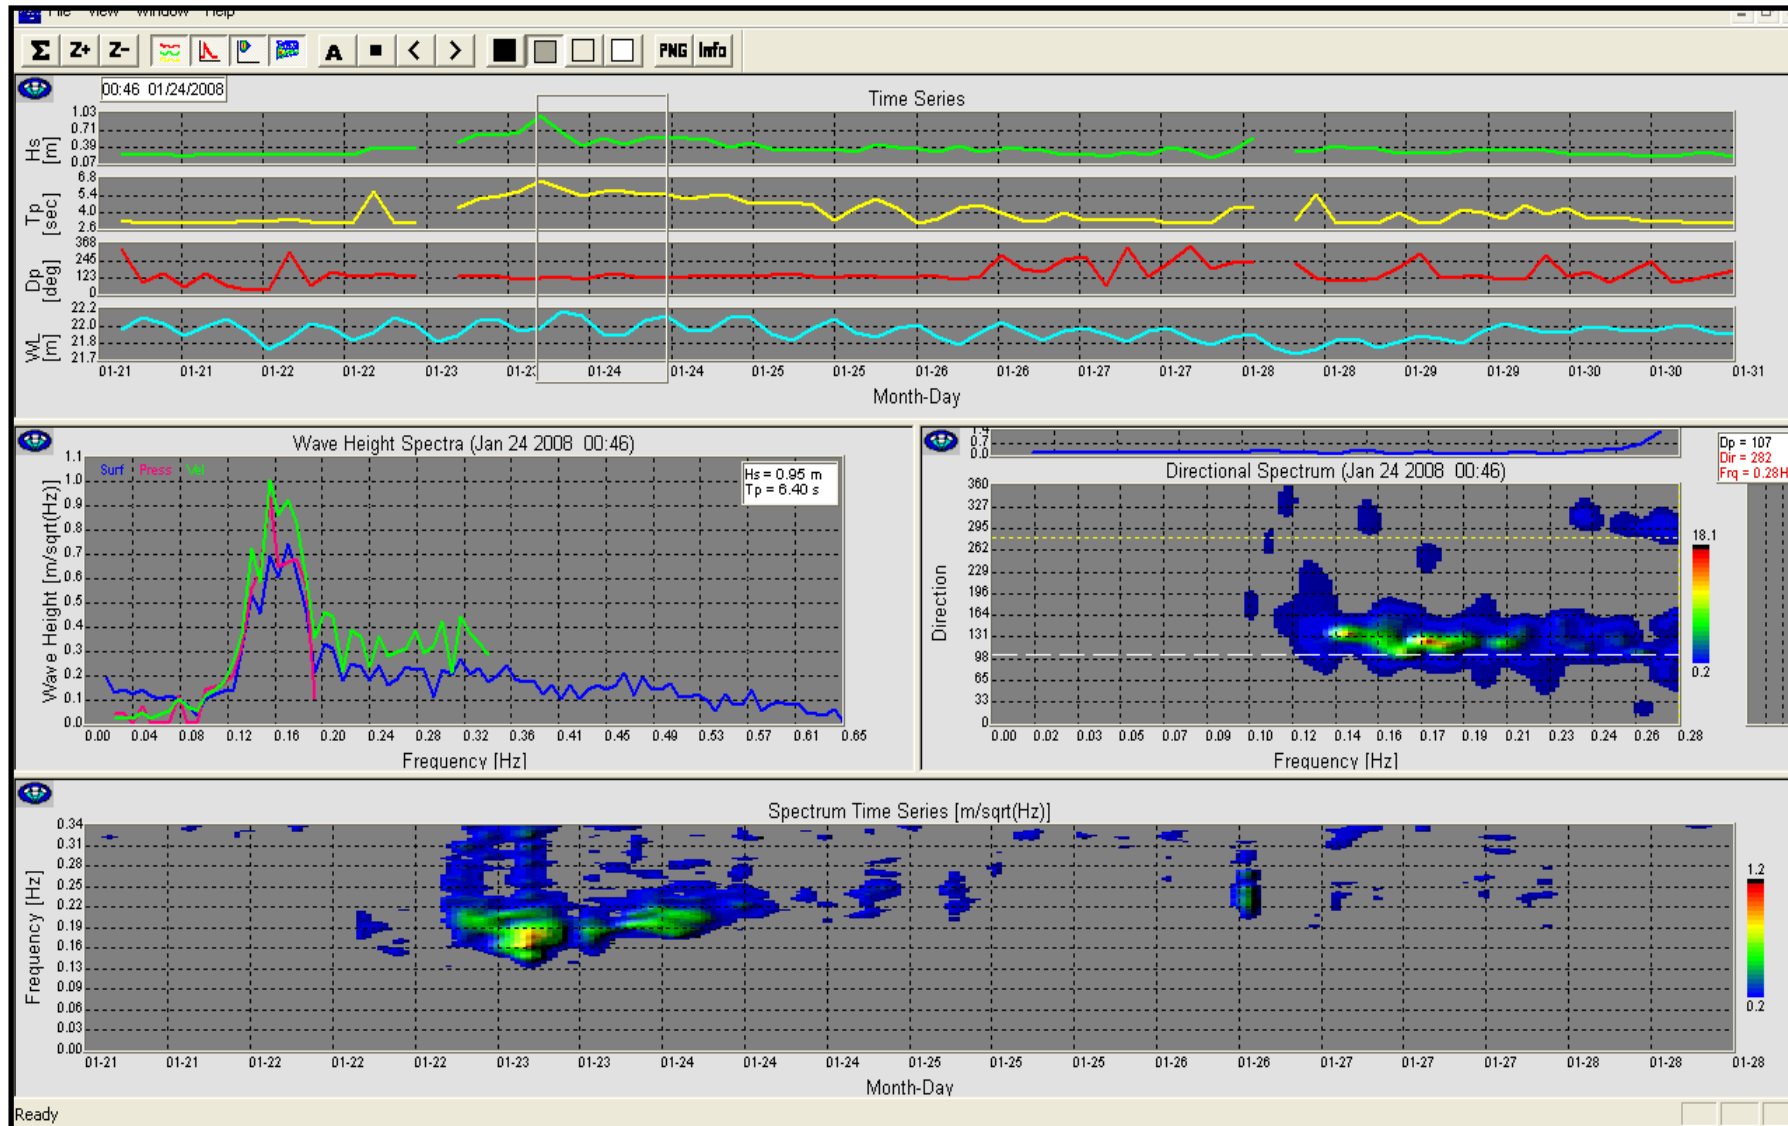 File View Window Help
Σ Z+ Z- A < > PNG Info
00:46 01/24/2008
Time Series
Hs [m]
1.03
0.71
0.39
0.07
Tp [sec]
6.8
5.4
4.0
2.6
Dp [deg]
368
245
123
0
WL [m]
22.2
22.0
21.8
21.7
01-21 01-21 01-22 01-22 01-23 01-23 01-24 01-24 01-25 01-25 01-26 01-26 01-27 01-27 01-28 01-28 01-29 01-29 01-30 01-30 01-31
Month-Day
Wave Height Spectra (Jan 24 2008 00:46)
Surf Press Vel
Hs = 0.95 m
Tp = 6.40 s
Wave Height [m/sqrt(Hz)]
1.1
1.0
0.9
0.8
0.7
0.6
0.5
0.4
0.3
0.2
0.1
0.0
0.00 0.04 0.08 0.12 0.16 0.20 0.24 0.28 0.32 0.36 0.41 0.45 0.49 0.53 0.57 0.61 0.65
Frequency [Hz]
1.4
0.7
0.0
Dp = 107
Dir = 282
Frq = 0.28H
Directional Spectrum (Jan 24 2008 00:46)
Direction
360
327
295
262
229
196
164
131
98
65
33
0
0.00 0.02 0.03 0.05 0.07 0.09 0.10 0.12 0.14 0.16 0.17 0.19 0.21 0.23 0.24 0.26 0.28
Frequency [Hz]
18.1
0.2
Spectrum Time Series [m/sqrt(Hz)]
Frequency [Hz]
0.34
0.31
0.28
0.25
0.22
0.19
0.16
0.13
0.09
0.06
0.03
0.00
01-21 01-21 01-22 01-22 01-22 01-23 01-23 01-24 01-24 01-24 01-25 01-25 01-25 01-26 01-26 01-27 01-27 01-27 01-28 01-28 01-28
Month-Day
1.2
0.2
Ready